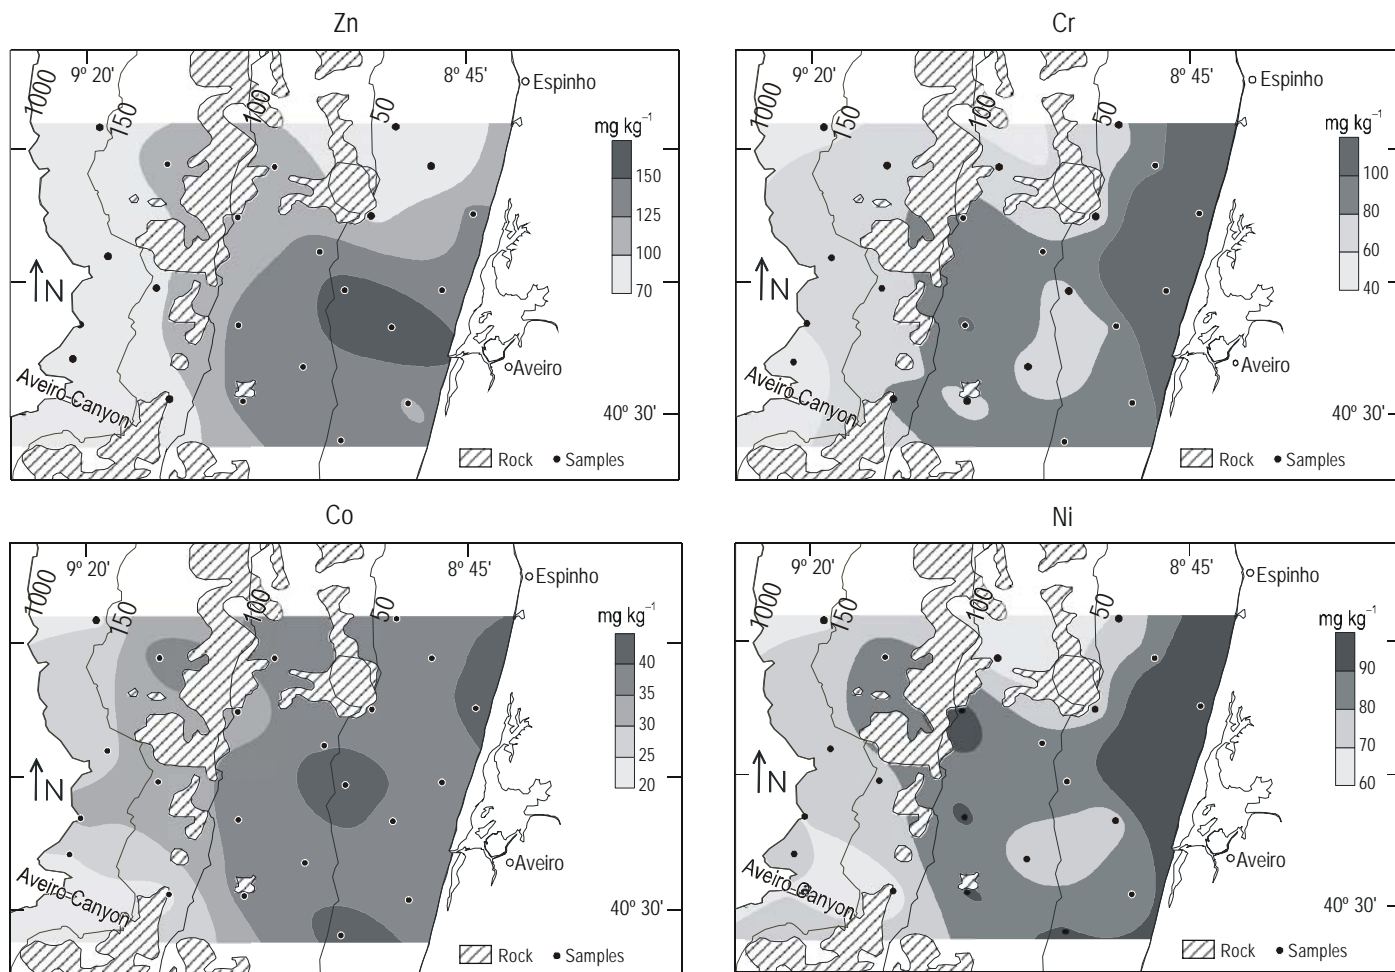 Zn
9º 20'
8º 45'
Espinho
1000
150
100
50
mg kg⁻¹
150
125
100
70
N
Aveiro
Aveiro Canyon
40º 30'
Rock
Samples
Cr
9º 20'
8º 45'
Espinho
1000
150
100
50
mg kg⁻¹
100
80
60
40
N
Aveiro
Aveiro Canyon
40º 30'
Rock
Samples
Co
9º 20'
8º 45'
Espinho
1000
150
100
50
mg kg⁻¹
40
35
30
25
20
N
Aveiro
Aveiro Canyon
40º 30'
Rock
Samples
Ni
9º 20'
8º 45'
Espinho
1000
150
100
50
mg kg⁻¹
90
80
70
60
N
Aveiro
Aveiro Canyon
40º 30'
Rock
Samples